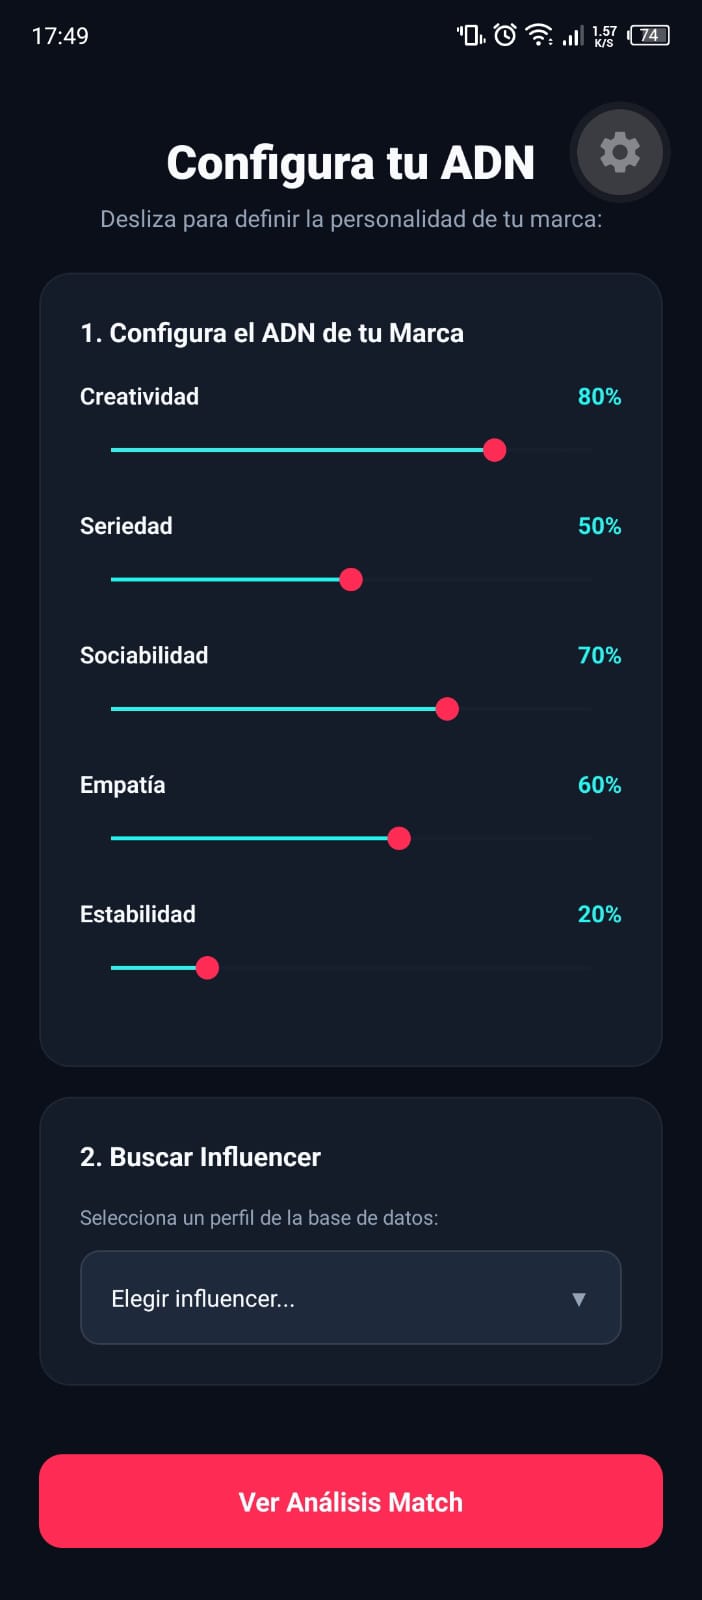 17:49
1.57
K/S
74
Configura tu ADN
Desliza para definir la personalidad de tu marca:
1. Configura el ADN de tu Marca
Creatividad 80%
Seriedad 50%
Sociabilidad 70%
Empatía 60%
Estabilidad 20%
2. Buscar Influencer
Selecciona un perfil de la base de datos:
Elegir influencer... ▼
Ver Análisis Match